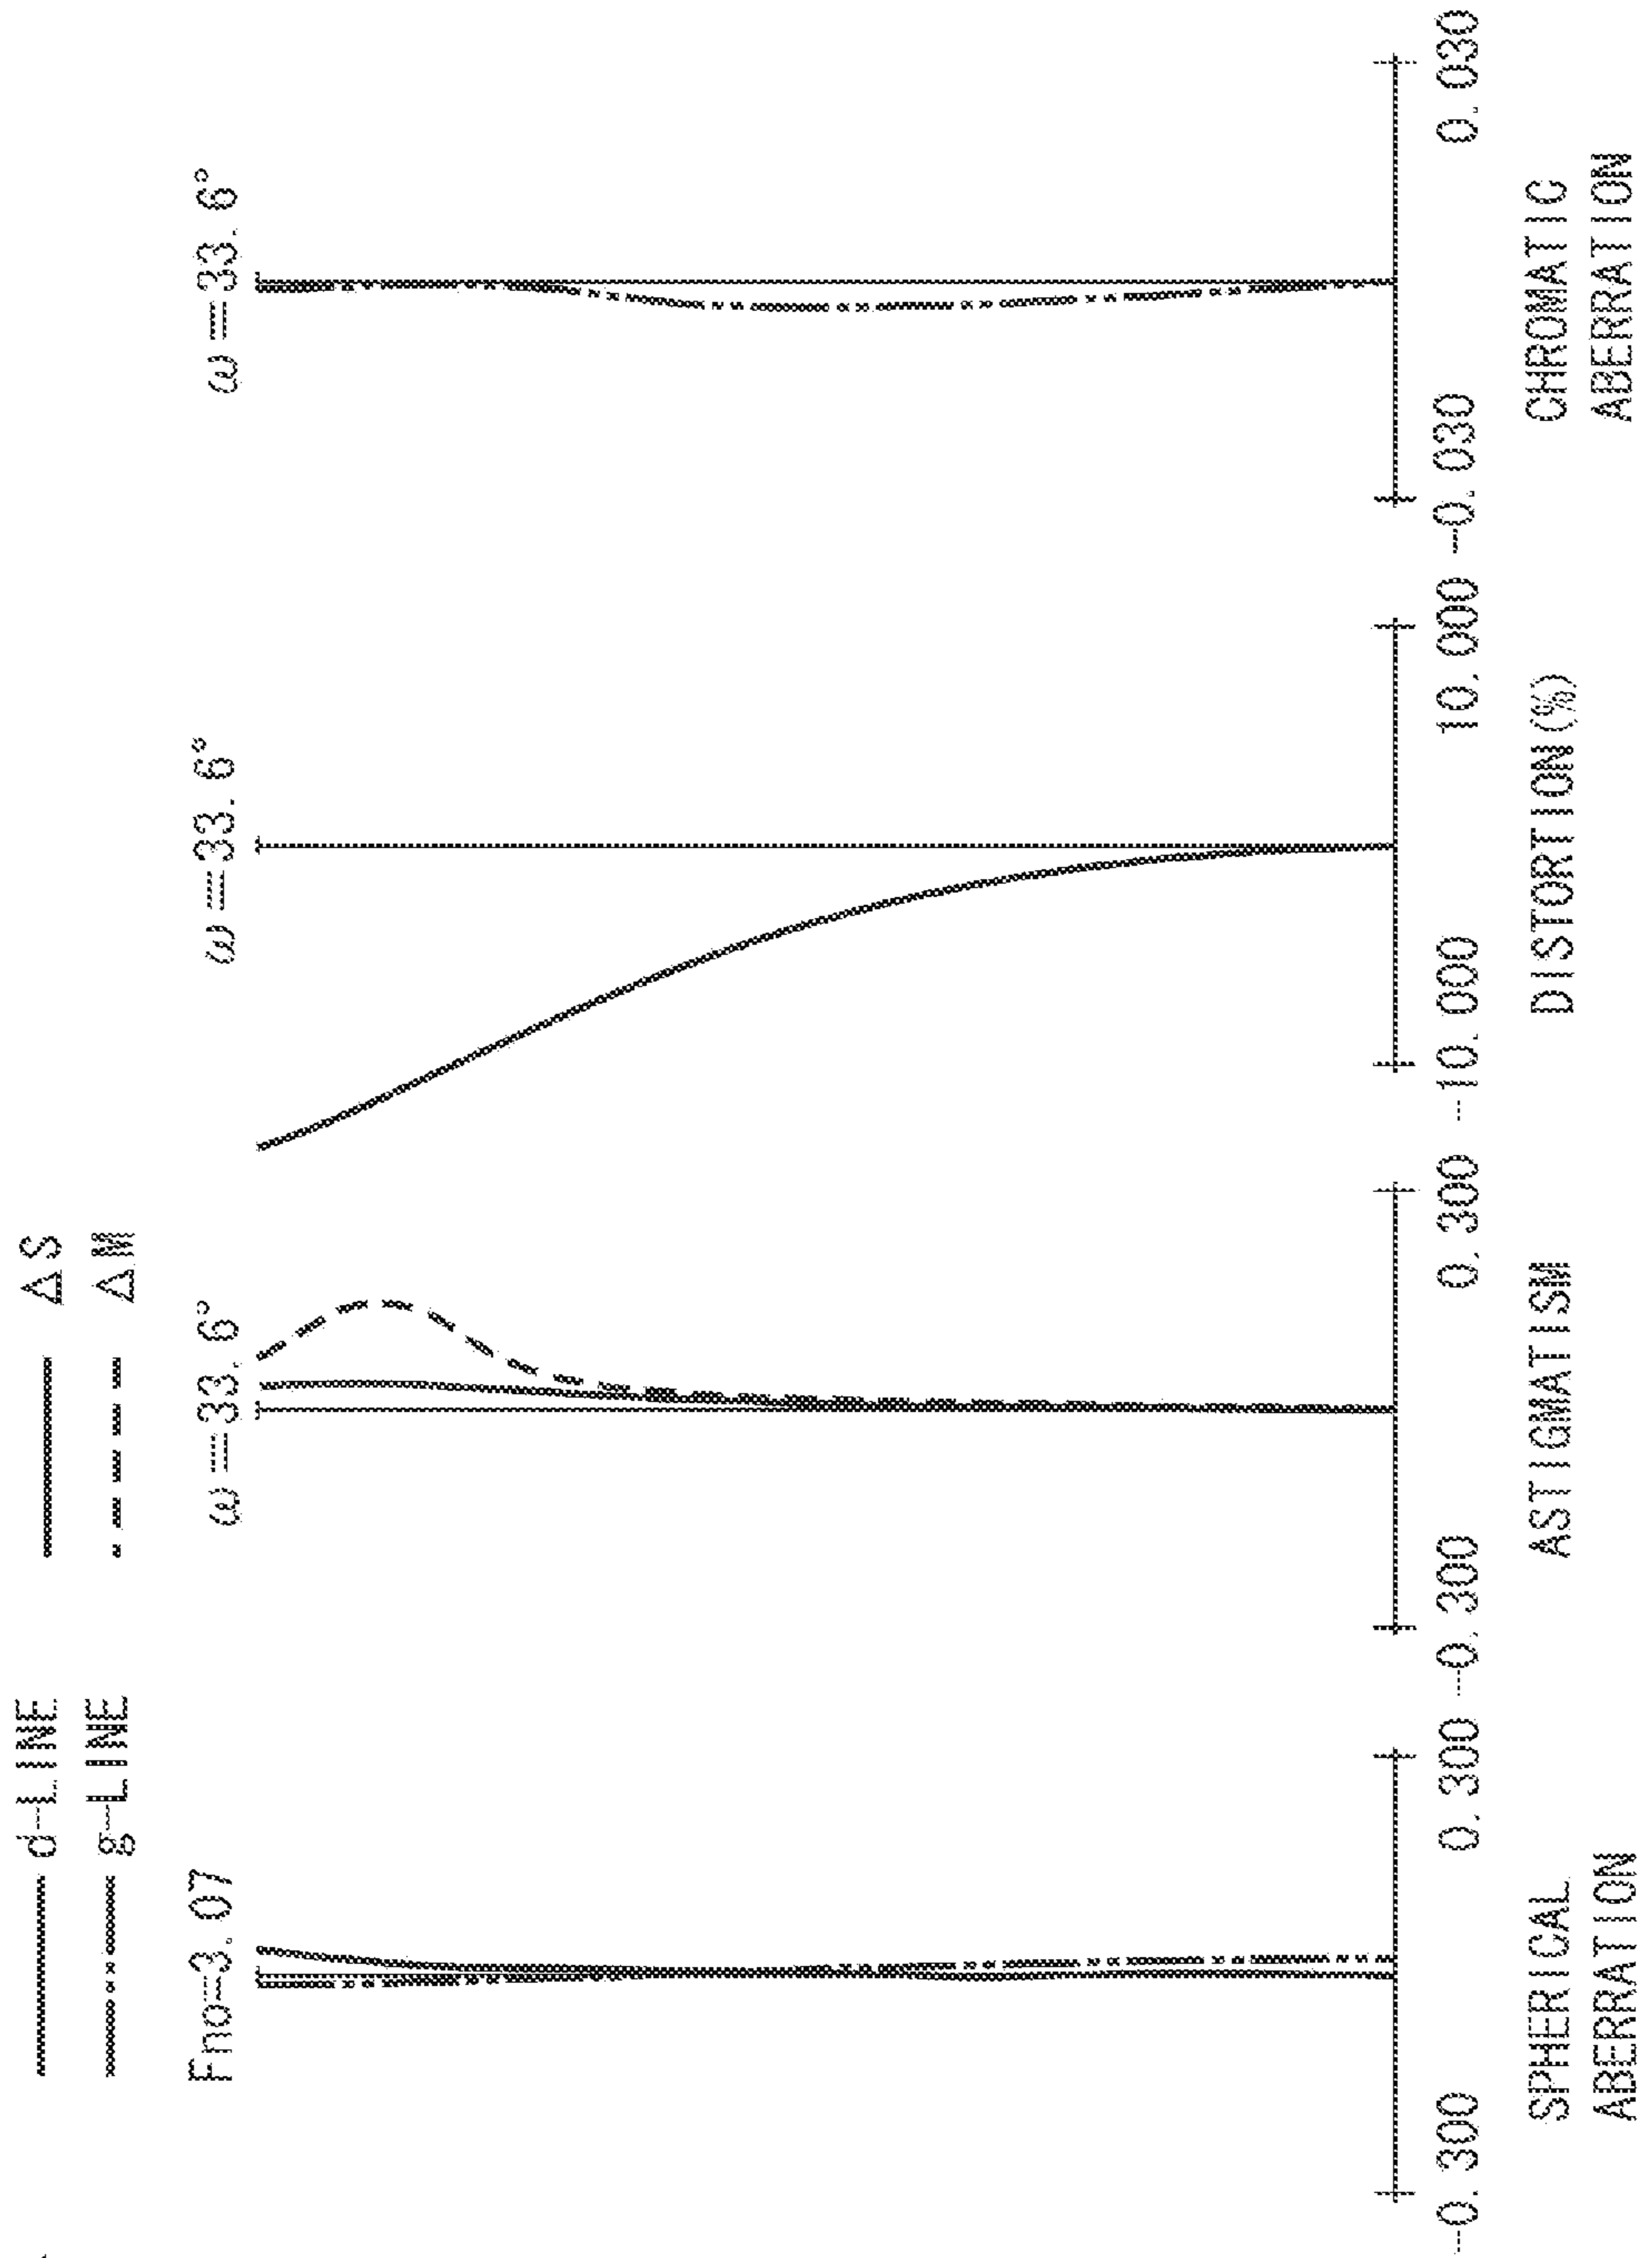 d-LINE
g-LINE
ΔS
ΔM
Fno=3.07
ω=33.6°
ω=33.6°
ω=33.6°
-0.300 0.300
-0.300 0.300
-10.000 10.000
-0.030 0.030
SPHERICAL
ABERRATION
ASTIGMATISM
DISTORTION(%)
CHROMATIC
ABERRATION